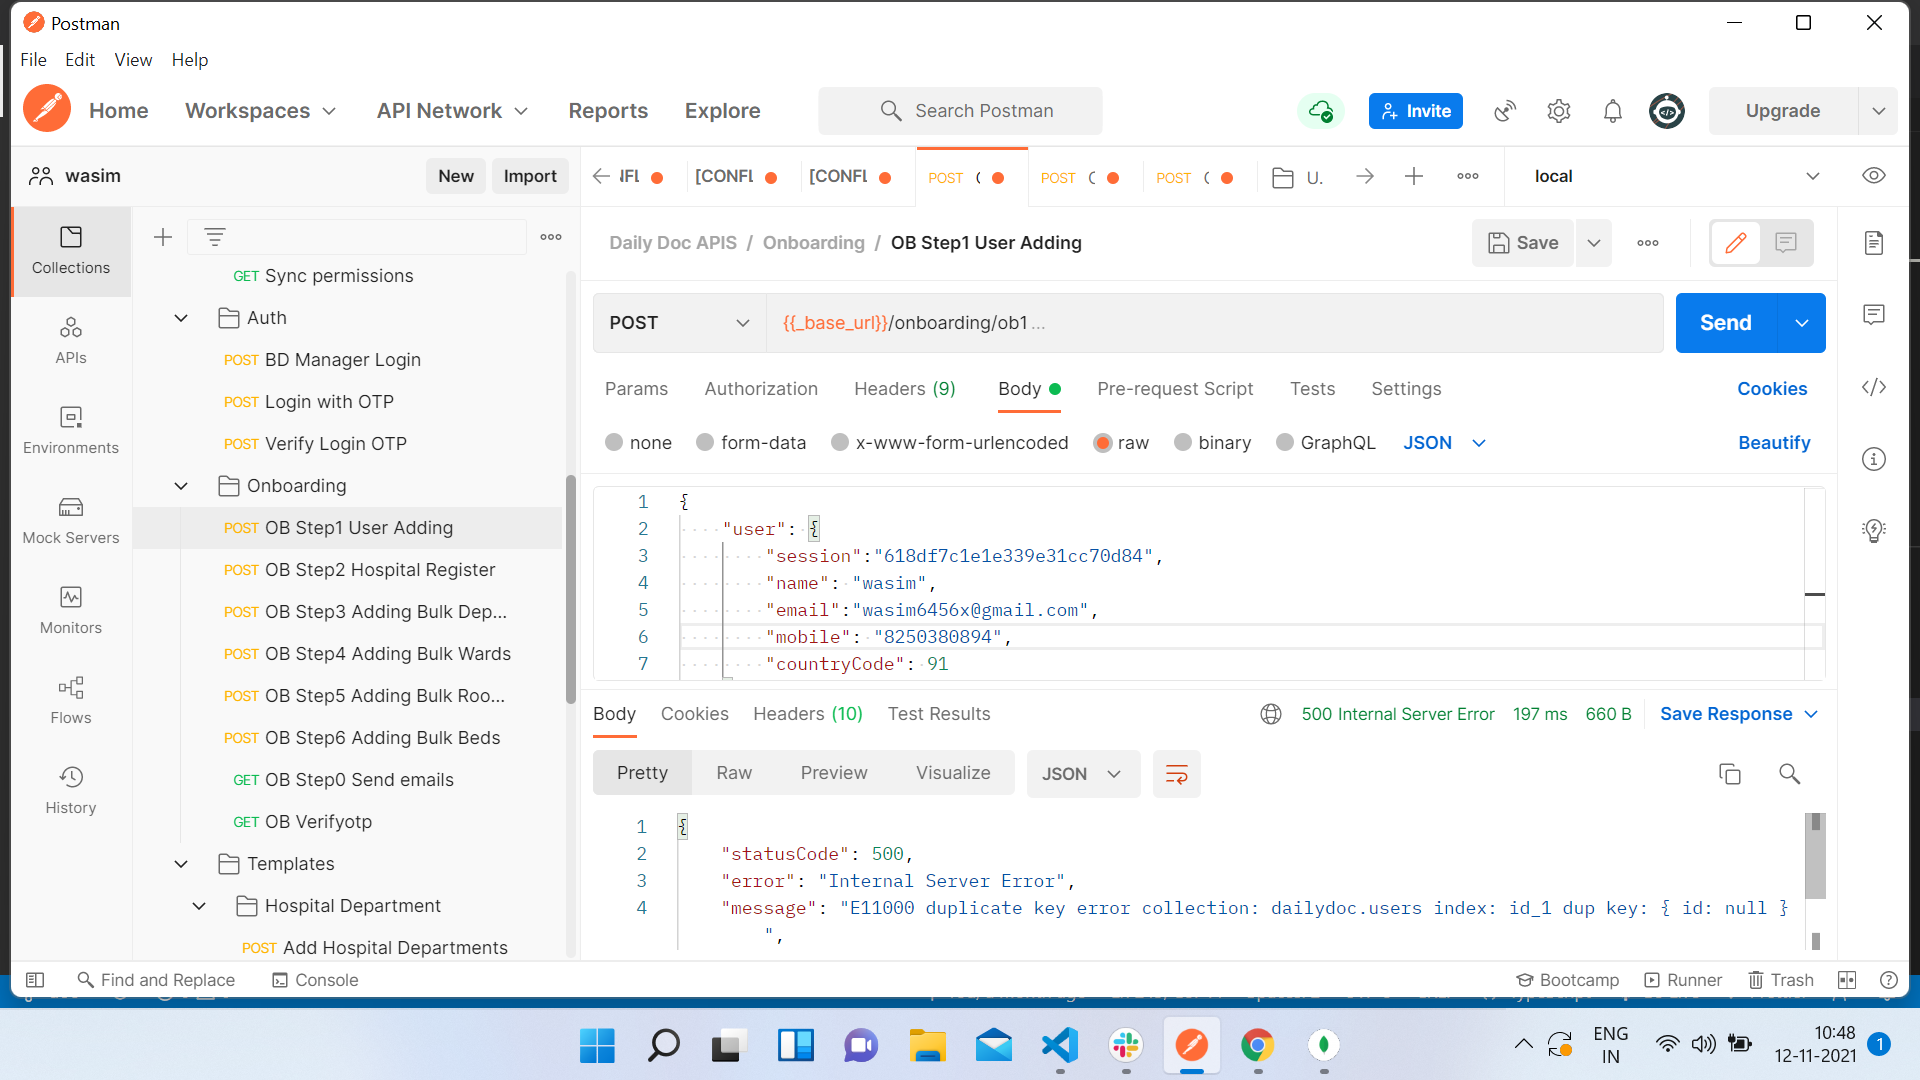 Postman
File Edit View Help
Home Workspaces API Network Reports Explore Search Postman Invite Upgrade
wasim New Import
[CONFL [CONFL POST POST POST U. local
Collections
APIs
Environments
Mock Servers
Monitors
Flows
History
GET Sync permissions
Auth
POST BD Manager Login
POST Login with OTP
POST Verify Login OTP
Onboarding
POST OB Step1 User Adding
POST OB Step2 Hospital Register
POST OB Step3 Adding Bulk Dep...
POST OB Step4 Adding Bulk Wards
POST OB Step5 Adding Bulk Roo...
POST OB Step6 Adding Bulk Beds
GET OB Step0 Send emails
GET OB Verifyotp
Templates
Hospital Department
POST Add Hospital Departments
Daily Doc APIS / Onboarding / OB Step1 User Adding Save
POST {{_base_url}}/onboarding/ob1 ... Send
Params Authorization Headers (9) Body Pre-request Script Tests Settings Cookies
none form-data x-www-form-urlencoded raw binary GraphQL JSON Beautify
1 {
2 "user": {
3 "session":"618df7c1e1e339e31cc70d84",
4 "name": "wasim",
5 "email":"wasim6456x@gmail.com",
6 "mobile": "8250380894",
7 "countryCode": 91
Body Cookies Headers (10) Test Results 500 Internal Server Error 197 ms 660 B Save Response
Pretty Raw Preview Visualize JSON
1 {
2 "statusCode": 500,
3 "error": "Internal Server Error",
4 "message": "E11000 duplicate key error collection: dailydoc.users index: id_1 dup key: { id: null }
",
Find and Replace Console Bootcamp Runner Trash
ENG
IN
10:48
12-11-2021
1